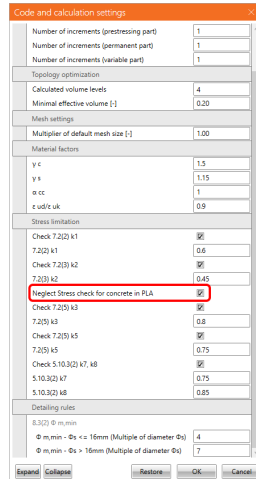 Code and calculation settings
Number of increments (prestressing part) 1
Number of increments (permanent part) 1
Number of increments (variable part) 1
Topology optimization
Calculated volume levels 4
Minimal effective volume [-] 0.20
Mesh settings
Multiplier of default mesh size [-] 1.00
Material factors
γ c 1.5
γ s 1.15
α cc 1
ε ud/ε uk 0.9
Stress limitation
Check 7.2(2) k1
7.2(2) k1 0.6
Check 7.2(3) k2
7.2(3) k2 0.45
Neglect Stress check for concrete in PLA
Check 7.2(5) k3
7.2(5) k3 0.8
Check 7.2(5) k5
7.2(5) k5 0.75
Check 5.10.3(2) k7, k8
5.10.3(2) k7 0.75
5.10.3(2) k8 0.85
Detailing rules
8.3(2) Φ m,min
Φ m,min - Φs <= 16mm (Multiple of diameter Φs) 4
Φ m,min - Φs > 16mm (Multiple of diameter Φs) 7
Expand Collapse Restore OK Cancel